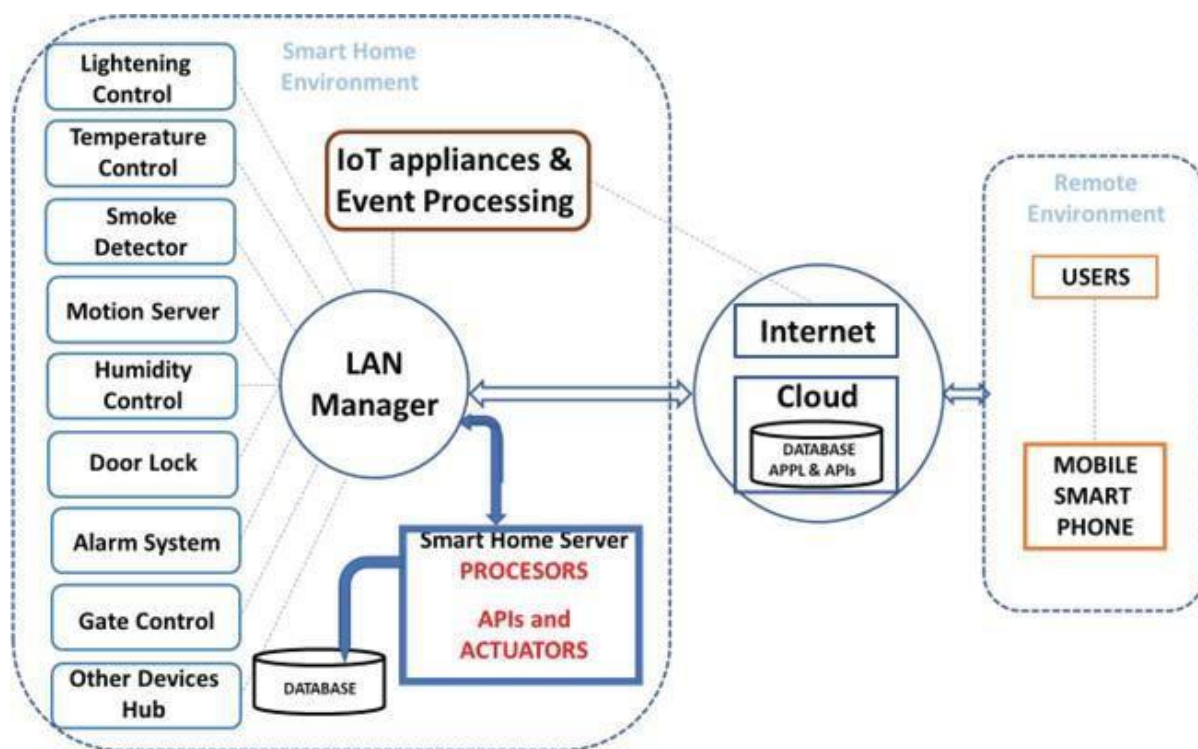 Smart Home
Environment
Lightening
Control
Temperature
Control
Smoke
Detector
Motion Server
Humidity
Control
Door Lock
Alarm System
Gate Control
Other Devices
Hub
IoT appliances &
Event Processing
LAN
Manager
Smart Home Server
PROCESORS
APIs and
ACTUATORS
DATABASE
Internet
Cloud
DATABASE
APPL & APIs
Remote
Environment
USERS
MOBILE
SMART
PHONE